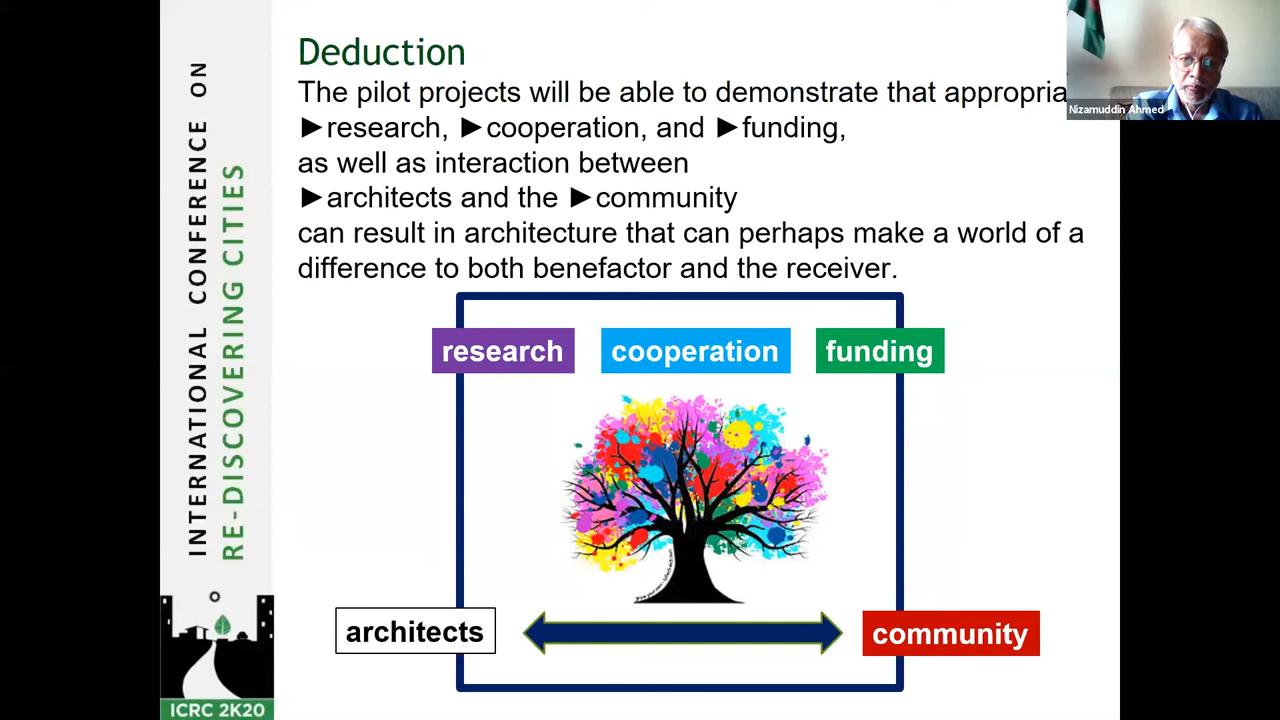 INTERNATIONAL CONFERENCE ON
RE-DISCOVERING CITIES
ICRC 2K20
Deduction
The pilot projects will be able to demonstrate that appropria
►research, ►cooperation, and ►funding,
as well as interaction between
►architects and the ►community
can result in architecture that can perhaps make a world of a
difference to both benefactor and the receiver.
research cooperation funding
architects community
Nizamuddin Ahmed